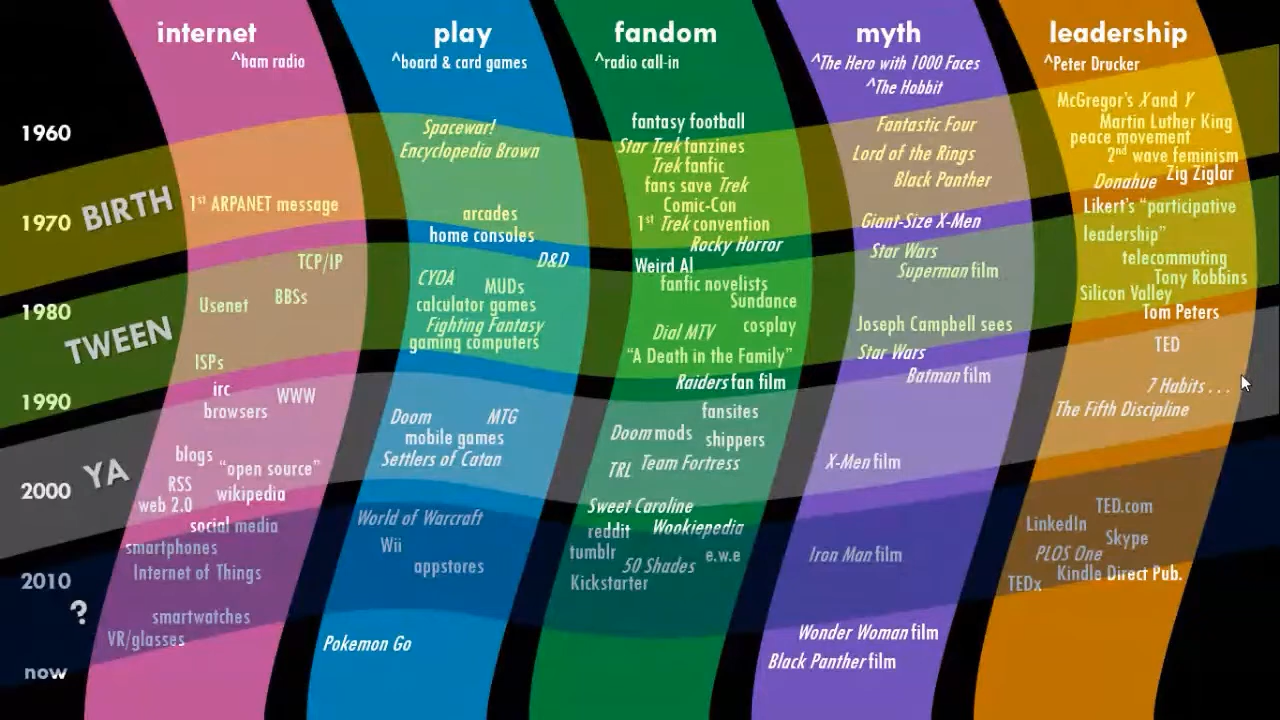 internet
^ham radio
1st ARPANET message
TCP/IP
BBSs
Usenet
ISPs
irc
WWW
browsers
blogs
"open source"
RSS
wikipedia
web 2.0
social media
smartphones
Internet of Things
smartwatches
VR/glasses
play
^board & card games
Spacewar!
Encyclopedia Brown
arcades
home consoles
D&D
CYOA
MUDs
calculator games
Fighting Fantasy
gaming computers
Doom
MTG
mobile games
Settlers of Catan
World of Warcraft
Wii
appstores
Pokemon Go
fandom
^radio call-in
fantasy football
Star Trek fanzines
Trek fanfic
fans save Trek
Comic-Con
1st Trek convention
Rocky Horror
Weird Al
fanfic novelists
Sundance
cosplay
Dial MTV
"A Death in the Family"
Raiders fan film
fansites
Doom mods
shippers
TRL
Team Fortress
Sweet Caroline
reddit
Wookiepedia
tumblr
e.w.e
50 Shades
Kickstarter
myth
^The Hero with 1000 Faces
^The Hobbit
Fantastic Four
Lord of the Rings
Black Panther
Giant-Size X-Men
Star Wars
Superman film
Joseph Campbell sees
Star Wars
Batman film
X-Men film
Iron Man film
Wonder Woman film
Black Panther film
leadership
^Peter Drucker
McGregor's X and Y
Martin Luther King
peace movement
2nd wave feminism
Donahue
Zig Ziglar
Likert's "participative
leadership"
telecommuting
Tony Robbins
Silicon Valley
Tom Peters
TED
7 Habits . . .
The Fifth Discipline
TED.com
LinkedIn
Skype
PLOS One
Kindle Direct Pub.
TEDx
1960
BIRTH
1970
1980
TWEEN
1990
YA
2000
2010
?
now